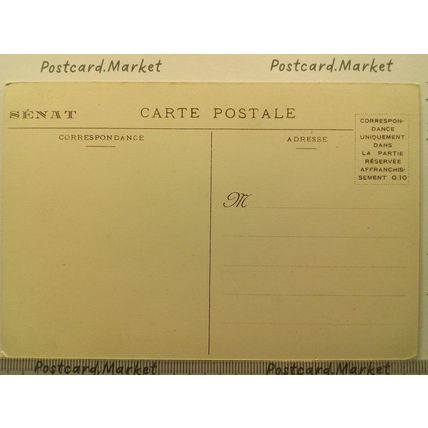 Postcard.Market Postcard.Market
SÉNAT CARTE POSTALE
CORRESPONDANCE
ADRESSE
CORRESPON-
DANCE
UNIQUEMENT
DANS
LA PARTIE
RÉSERVÉE
AFFRANCHIS-
SEMENT 0.10
M
Postcard.Market Postcard.Market